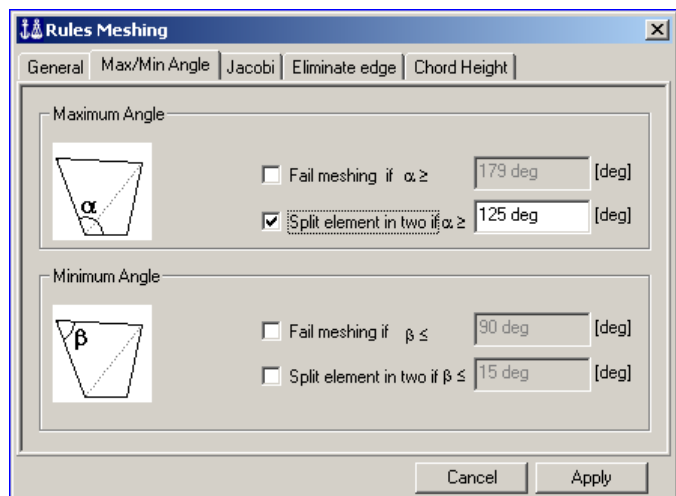 Rules Meshing
General Max/Min Angle Jacobi Eliminate edge Chord Height
Maximum Angle
α
Fail meshing if α ≥ 179 deg [deg]
Split element in two if α ≥ 125 deg [deg]
Minimum Angle
β
Fail meshing if β ≤ 90 deg [deg]
Split element in two if β ≤ 15 deg [deg]
Cancel Apply